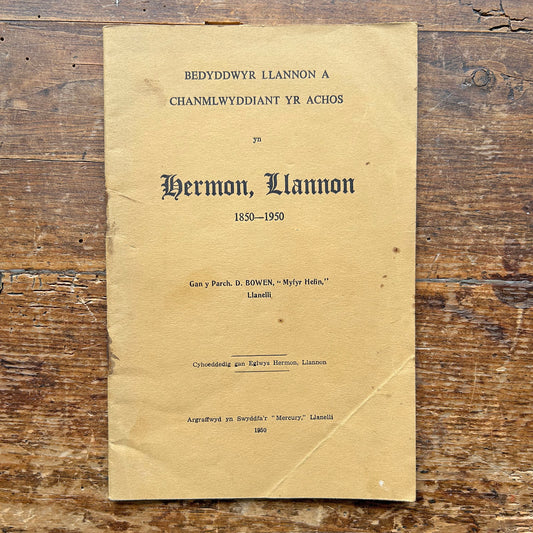 BEDYDDWYR LLANNON A
CHANMLWYDDIANT YR ACHOS
yn
Hermon, Llannon
1850—1950
Gan y Parch. D. BOWEN, “Myfyr Hefin,”
Llanelli
Cyhoeddedig gan Eglwys Hermon, Llannon
Argraffwyd yn Swyddfa'r “Mercury,” Llanelli
1950